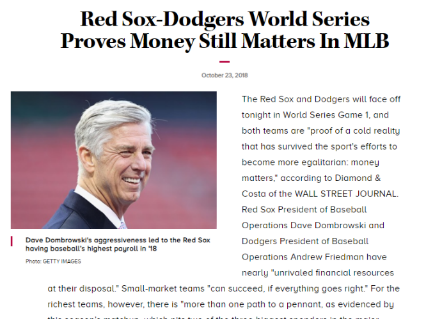 Red Sox-Dodgers World Series
Proves Money Still Matters In MLB
October 23, 2018
The Red Sox and Dodgers will face off
tonight in World Series Game 1, and
both teams are "proof of a cold reality
that has survived the sport's efforts to
become more egalitarian: money
matters," according to Diamond &
Costa of the WALL STREET JOURNAL.
Red Sox President of Baseball
Operations Dave Dombrowski and
Dodgers President of Baseball
Operations Andrew Friedman have
nearly "unrivaled financial resources
at their disposal." Small-market teams "can succeed, if everything goes right." For the
richest teams, however, there is "more than one path to a pennant, as evidenced by
this season's matchup, which pits two of the three biggest spenders in the major
Dave Dombrowski's aggressiveness led to the Red Sox
having baseball's highest payroll in '18
Photo: GETTY IMAGES